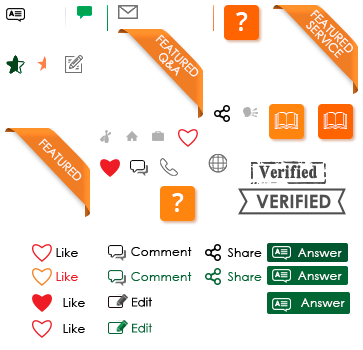 A
?
FEATURED
SERVICE
FEATURED
Q&A
FEATURED
?
Verified
VERIFIED
Like Comment Share A Answer
Like Comment Share A Answer
Like Edit A Answer
Like Edit